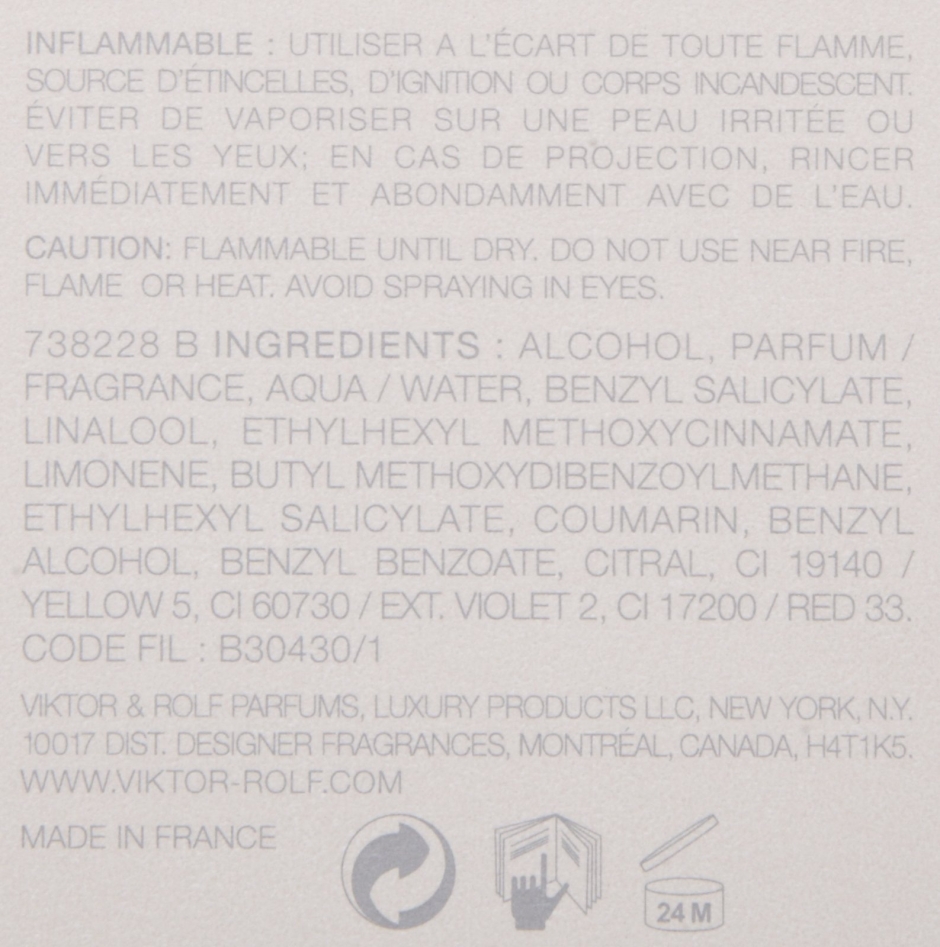 INFLAMMABLE : UTILISER A L'ÉCART DE TOUTE FLAMME,
SOURCE D'ÉTINCELLES, D'IGNITION OU CORPS INCANDESCENT.
ÉVITER DE VAPORISER SUR UNE PEAU IRRITÉE OU
VERS LES YEUX; EN CAS DE PROJECTION, RINCER
IMMÉDIATEMENT ET ABONDAMMENT AVEC DE L'EAU.
CAUTION: FLAMMABLE UNTIL DRY. DO NOT USE NEAR FIRE,
FLAME OR HEAT. AVOID SPRAYING IN EYES.
738228 B INGREDIENTS : ALCOHOL, PARFUM /
FRAGRANCE, AQUA / WATER, BENZYL SALICYLATE,
LINALOOL, ETHYLHEXYL METHOXYCINNAMATE,
LIMONENE, BUTYL METHOXYDIBENZOYLMETHANE,
ETHYLHEXYL SALICYLATE, COUMARIN, BENZYL
ALCOHOL, BENZYL BENZOATE, CITRAL, CI 19140 /
YELLOW 5, CI 60730 / EXT. VIOLET 2, CI 17200 / RED 33.
CODE FIL : B30430/1
VIKTOR & ROLF PARFUMS, LUXURY PRODUCTS LLC, NEW YORK, N.Y.
10017 DIST. DESIGNER FRAGRANCES, MONTRÉAL, CANADA, H4T1K5.
WWW.VIKTOR-ROLF.COM
MADE IN FRANCE
24 M